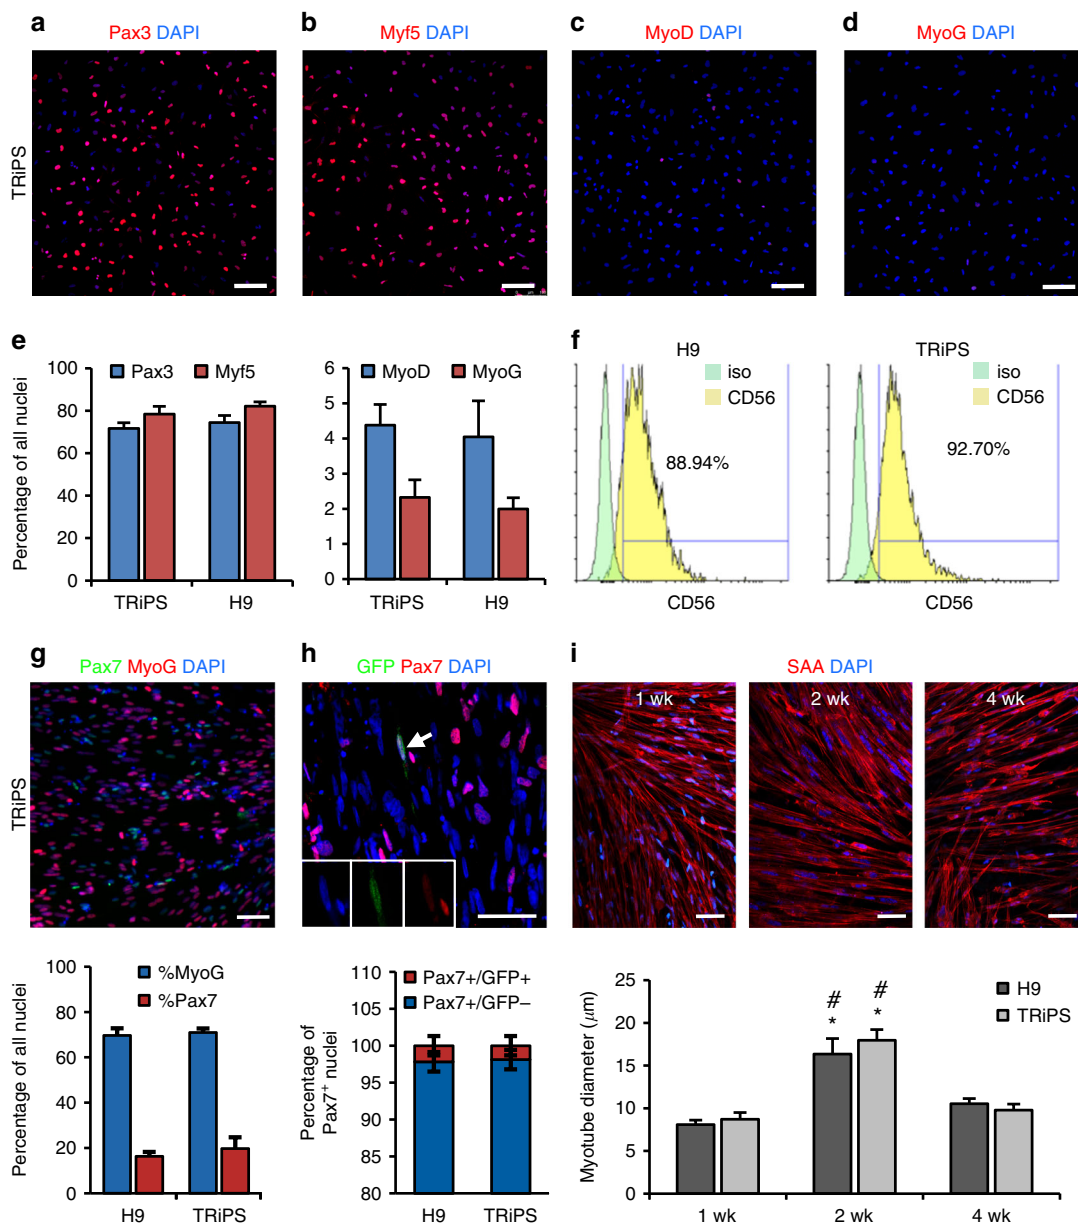 a
Pax3 DAPI
b
Myf5 DAPI
c
MyoD DAPI
d
MyoG DAPI
TRiPS
e
Percentage of all nuclei
100
80
60
40
20
0
Pax3
Myf5
TRiPS
H9
6
5
4
3
2
1
0
MyoD
MyoG
TRiPS
H9
f
H9
iso
CD56
88.94%
CD56
TRiPS
iso
CD56
92.70%
CD56
g
Pax7 MyoG DAPI
TRiPS
h
GFP Pax7 DAPI
i
SAA DAPI
1 wk
2 wk
4 wk
Percentage of all nuclei
100
80
60
40
20
0
%MyoG
%Pax7
H9
TRiPS
Percentage of
Pax7+ nuclei
110
105
100
95
90
85
80
Pax7+/GFP+
Pax7+/GFP–
H9
TRiPS
Myotube diameter (μm)
25
20
15
10
5
0
#
*
#
*
H9
TRiPS
1 wk
2 wk
4 wk